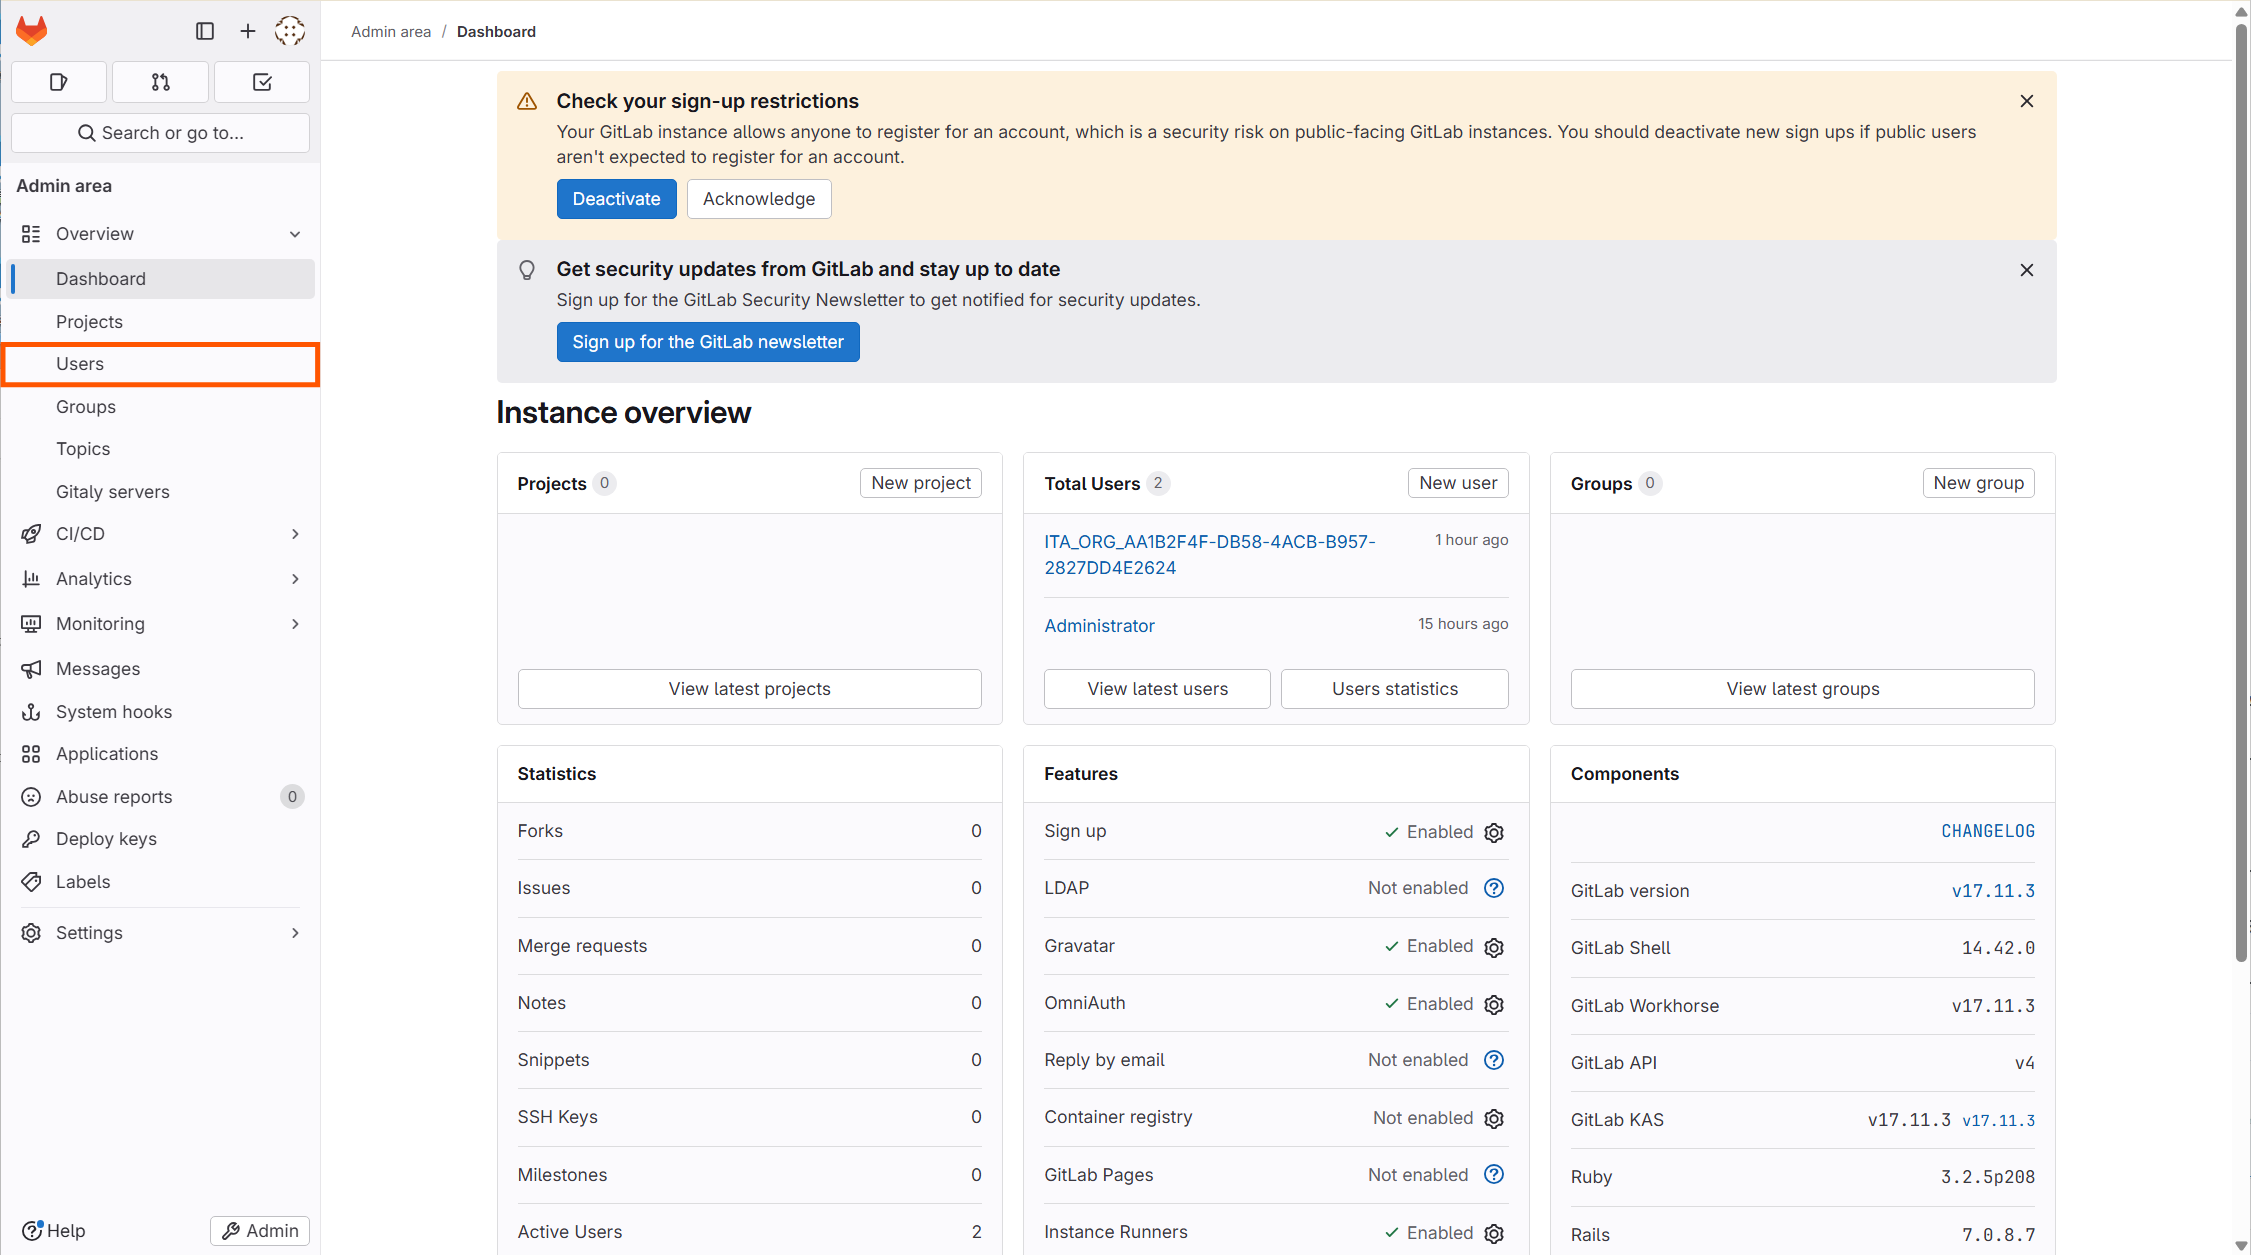 Admin area / Dashboard
Search or go to...
Admin area
Overview
Dashboard
Projects
Users
Groups
Topics
Gitaly servers
CI/CD
Analytics
Monitoring
Messages
System hooks
Applications
Abuse reports 0
Deploy keys
Labels
Settings
Help
Admin
Check your sign-up restrictions
Your GitLab instance allows anyone to register for an account, which is a security risk on public-facing GitLab instances. You should deactivate new sign ups if public users
aren't expected to register for an account.
Deactivate Acknowledge
Get security updates from GitLab and stay up to date
Sign up for the GitLab Security Newsletter to get notified for security updates.
Sign up for the GitLab newsletter
Instance overview
Projects 0 New project
View latest projects
Total Users 2 New user
ITA_ORG_AA1B2F4F-DB58-4ACB-B957- 1 hour ago
2827DD4E2624
Administrator 15 hours ago
View latest users Users statistics
Groups 0 New group
View latest groups
Statistics
Forks 0
Issues 0
Merge requests 0
Notes 0
Snippets 0
SSH Keys 0
Milestones 0
Active Users 2
Features
Sign up Enabled
LDAP Not enabled
Gravatar Enabled
OmniAuth Enabled
Reply by email Not enabled
Container registry Not enabled
GitLab Pages Not enabled
Instance Runners Enabled
Components
CHANGELOG
GitLab version v17.11.3
GitLab Shell 14.42.0
GitLab Workhorse v17.11.3
GitLab API v4
GitLab KAS v17.11.3 v17.11.3
Ruby 3.2.5p208
Rails 7.0.8.7